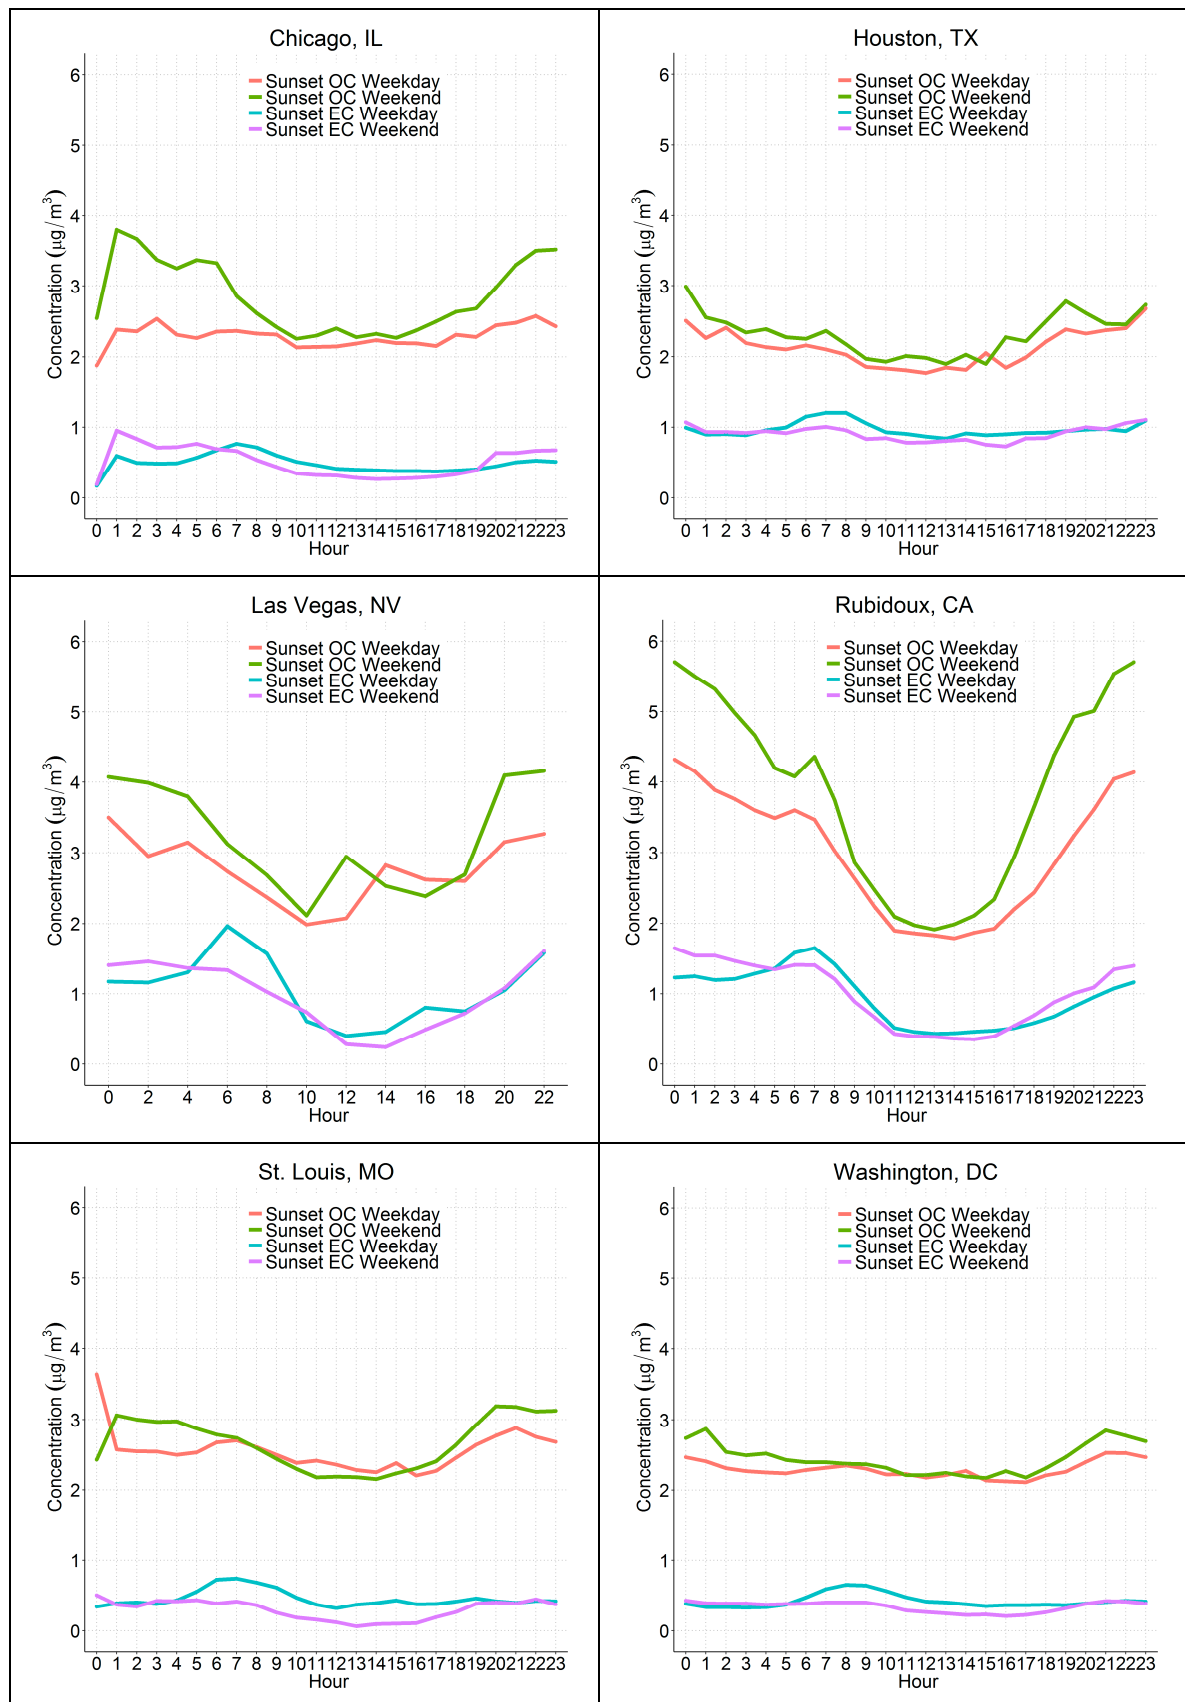 Chicago, IL
Sunset OC Weekday
Sunset OC Weekend
Sunset EC Weekday
Sunset EC Weekend
Concentration (μg/m³)
6
5
4
3
2
1
0
0 1 2 3 4 5 6 7 8 9 10 11 12 13 14 15 16 17 18 19 20 21 22 23
Hour
Houston, TX
Sunset OC Weekday
Sunset OC Weekend
Sunset EC Weekday
Sunset EC Weekend
Concentration (μg/m³)
6
5
4
3
2
1
0
0 1 2 3 4 5 6 7 8 9 10 11 12 13 14 15 16 17 18 19 20 21 22 23
Hour
Las Vegas, NV
Sunset OC Weekday
Sunset OC Weekend
Sunset EC Weekday
Sunset EC Weekend
Concentration (μg/m³)
6
5
4
3
2
1
0
0 2 4 6 8 10 12 14 16 18 20 22
Hour
Rubidoux, CA
Sunset OC Weekday
Sunset OC Weekend
Sunset EC Weekday
Sunset EC Weekend
Concentration (μg/m³)
6
5
4
3
2
1
0
0 1 2 3 4 5 6 7 8 9 10 11 12 13 14 15 16 17 18 19 20 21 22 23
Hour
St. Louis, MO
Sunset OC Weekday
Sunset OC Weekend
Sunset EC Weekday
Sunset EC Weekend
Concentration (μg/m³)
6
5
4
3
2
1
0
0 1 2 3 4 5 6 7 8 9 10 11 12 13 14 15 16 17 18 19 20 21 22 23
Hour
Washington, DC
Sunset OC Weekday
Sunset OC Weekend
Sunset EC Weekday
Sunset EC Weekend
Concentration (μg/m³)
6
5
4
3
2
1
0
0 1 2 3 4 5 6 7 8 9 10 11 12 13 14 15 16 17 18 19 20 21 22 23
Hour